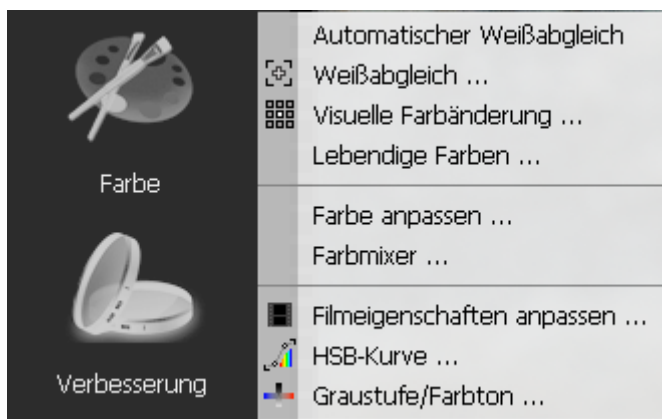 Farbe
Verbesserung
Automatischer Weißabgleich
Weißabgleich ...
Visuelle Farbänderung ...
Lebendige Farben ...
Farbe anpassen ...
Farbmixer ...
Filmeigenschaften anpassen ...
HSB-Kurve ...
Graustufe/Farbton ...